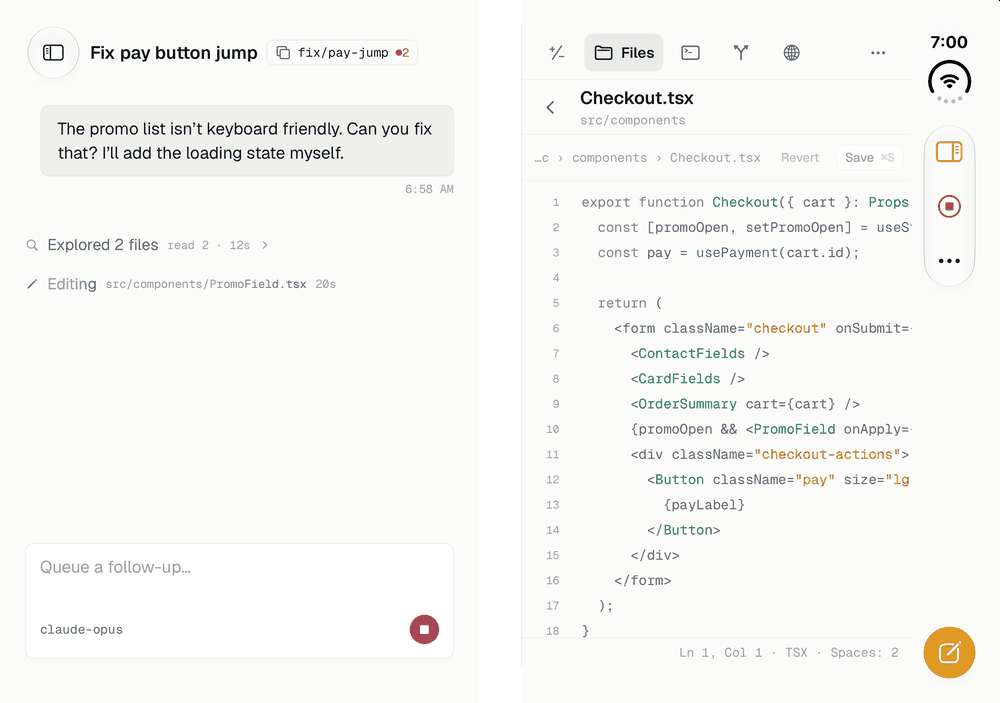 Fix pay button jump
fix/pay-jump
2
The promo list isn’t keyboard friendly. Can you fix
that? I’ll add the loading state myself.
6:58 AM
Explored 2 files read 2 · 12s
Editing src/components/PromoField.tsx 20s
Queue a follow-up…
claude-opus
Files
7:00
Checkout.tsx
src/components
…c › components › Checkout.tsx Revert Save ⌘S
1 export function Checkout({ cart }: Props
2 const [promoOpen, setPromoOpen] = useS
3 const pay = usePayment(cart.id);
4
5 return (
6 <form className="checkout" onSubmit=
7 <ContactFields />
8 <CardFields />
9 <OrderSummary cart={cart} />
10 {promoOpen && <PromoField onApply=
11 <div className="checkout-actions">
12 <Button className="pay" size="lg
13 {payLabel}
14 </Button>
15 </div>
16 </form>
17 );
18 }
Ln 1, Col 1 · TSX · Spaces: 2